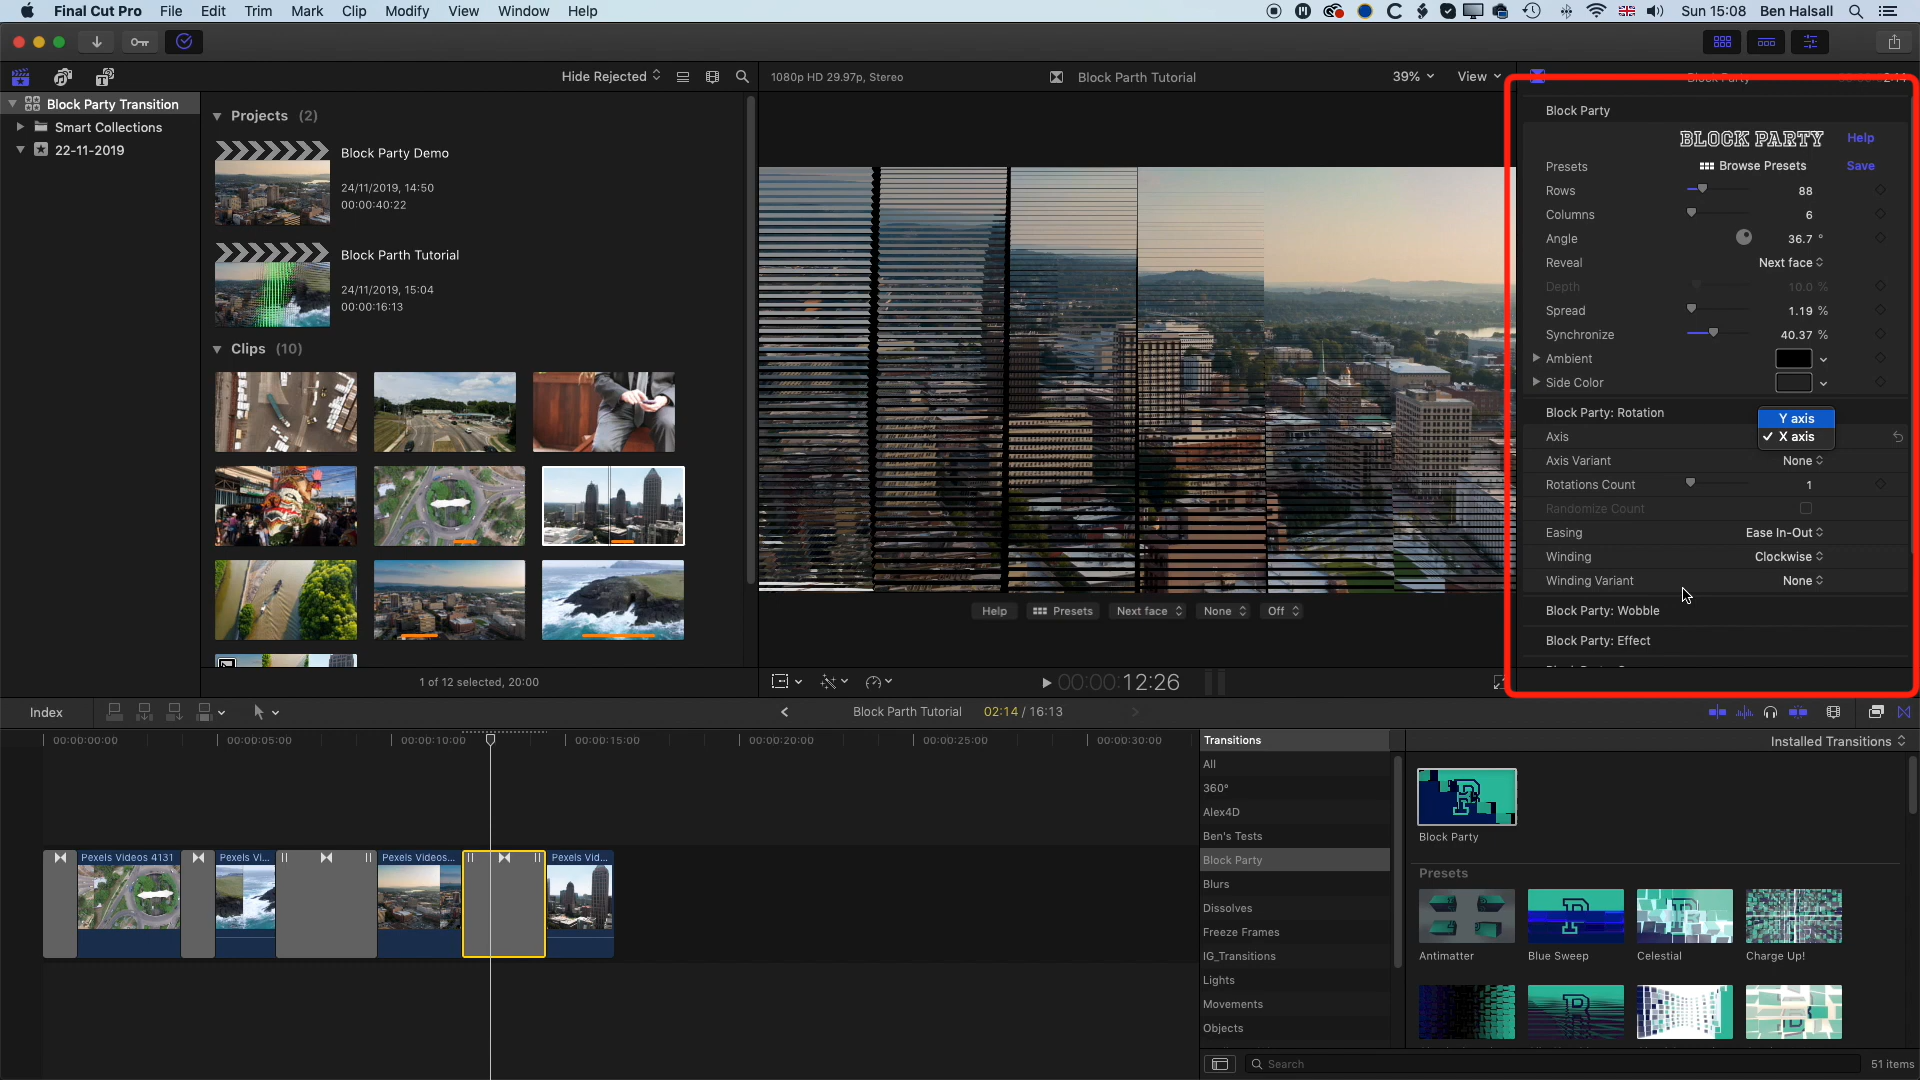 Final Cut Pro File Edit Trim Mark Clip Modify View Window Help
Sun 15:08 Ben Halsall
Hide Rejected
1080p HD 29.97p, Stereo
Block Parth Tutorial
39%
View
Block Party Transition
Smart Collections
22-11-2019
Projects (2)
Block Party Demo
24/11/2019, 14:50
00:00:40:22
Block Parth Tutorial
24/11/2019, 15:04
00:00:16:13
Clips (10)
1 of 12 selected, 20:00
Help Presets Next face None Off
00:00:12:26
Block Party
BLOCK PARTY Help
Presets Browse Presets Save
Rows 88
Columns 6
Angle 36.7 °
Reveal Next face
Depth 10.0 %
Spread 1.19 %
Synchronize 40.37 %
Ambient
Side Color
Block Party: Rotation
Y axis
Axis X axis
Axis Variant None
Rotations Count 1
Randomize Count
Easing Ease In-Out
Winding Clockwise
Winding Variant None
Block Party: Wobble
Block Party: Effect
Index
Block Parth Tutorial 02:14 / 16:13
00:00:00:00 00:00:05:00 00:00:10:00 00:00:15:00 00:00:20:00 00:00:25:00 00:00:30:00
Pexels Videos 4131 Pexels Vi... Pexels Videos... Pexels Vid...
Transitions
All
360°
Alex4D
Ben's Tests
Block Party
Blurs
Dissolves
Freeze Frames
IG_Transitions
Lights
Movements
Objects
Installed Transitions
Block Party
Presets
Antimatter Blue Sweep Celestial Charge Up!
Search
51 items